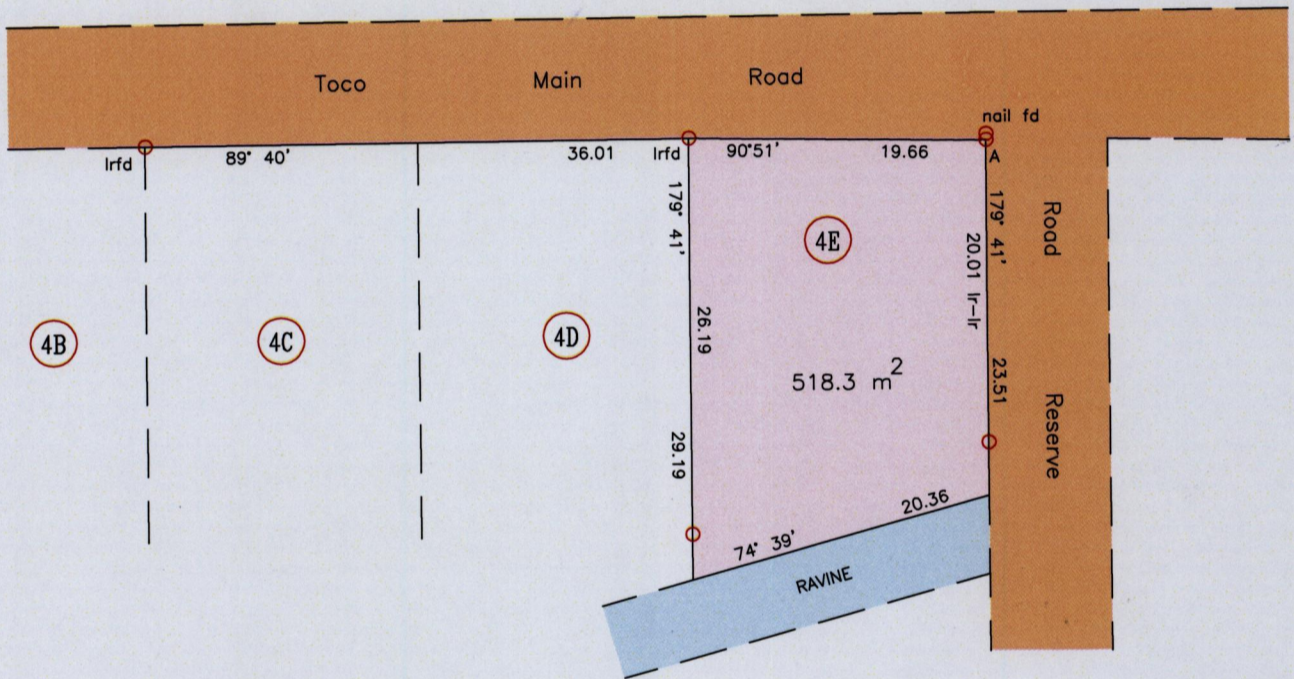 Toco Main Road
nail fd
Irfd
89° 40'
36.01
Irfd
90°51'
19.66
A
179° 41'
26.19
29.19
4E
518.3 m2
179° 41'
20.01 Ir-Ir
23.51
Road Reserve
4B
4C
4D
74° 39'
20.36
RAVINE